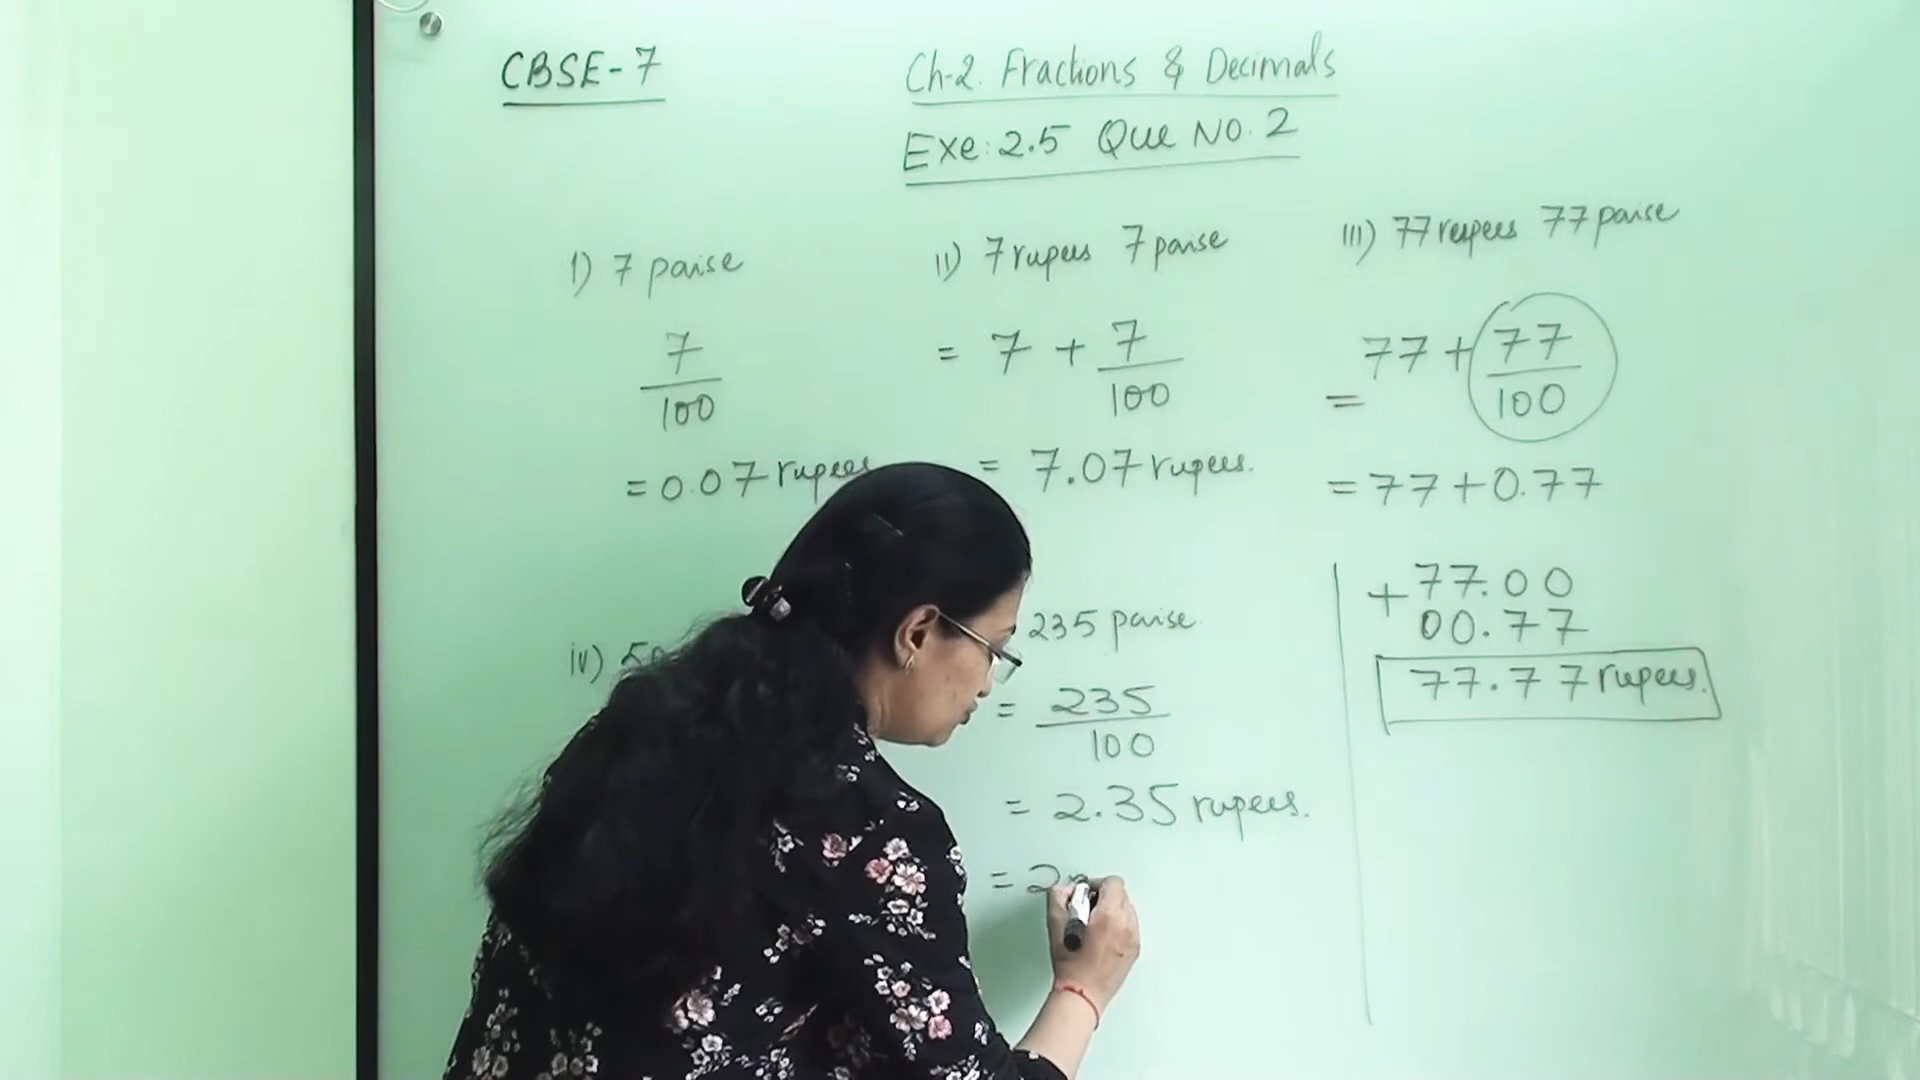 CBSE-7
Ch-2. Fractions & Decimals
Exe: 2.5 Que No. 2
i) 7 paise
7
100
= 0.07 rupees
ii) 7 rupees 7 paise
= 7 + 7
100
= 7.07 rupees.
iii) 77 rupees 77 paise
77 + 77
= 100
= 77 + 0.77
+ 77.00
00.77
77.77 rupees.
iv)
235 paise
= 235
100
= 2.35 rupees.
= 2